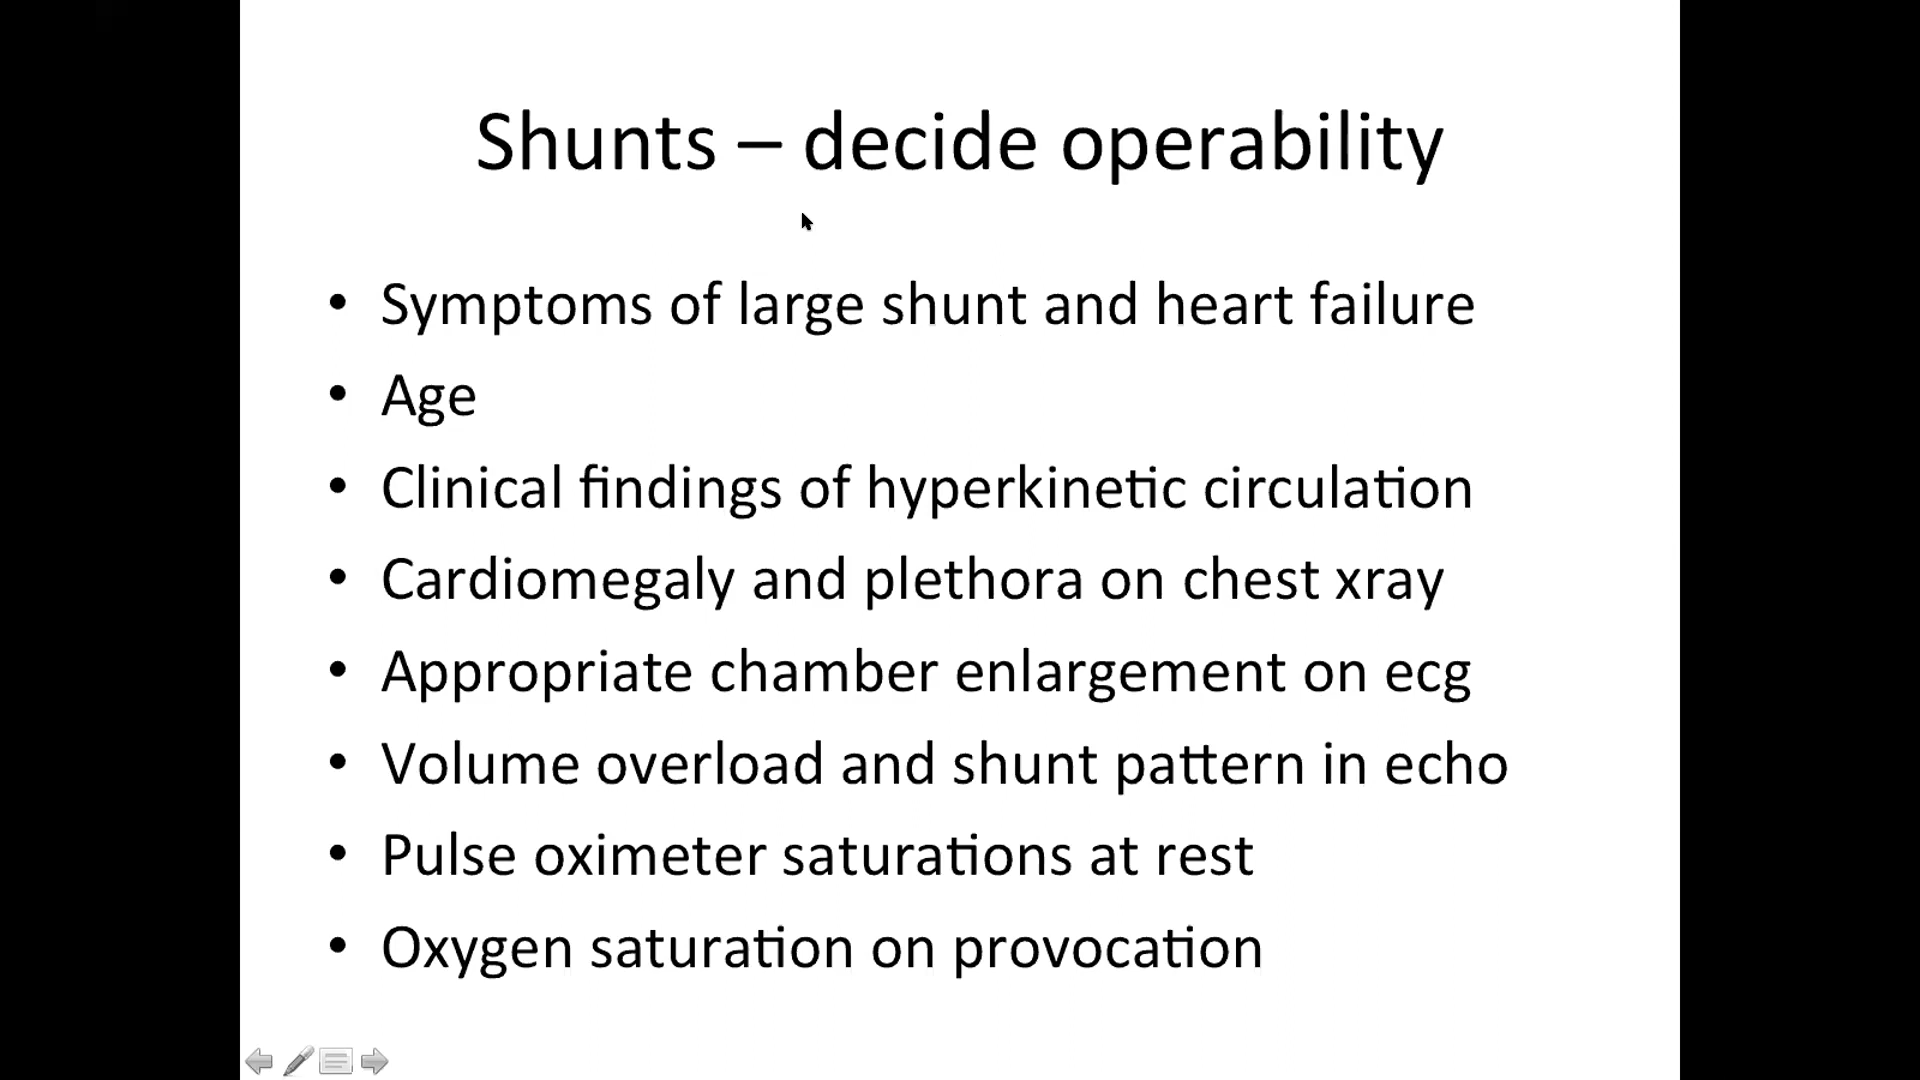 Shunts – decide operability
• Symptoms of large shunt and heart failure
• Age
• Clinical findings of hyperkinetic circulation
• Cardiomegaly and plethora on chest xray
• Appropriate chamber enlargement on ecg
• Volume overload and shunt pattern in echo
• Pulse oximeter saturations at rest
• Oxygen saturation on provocation